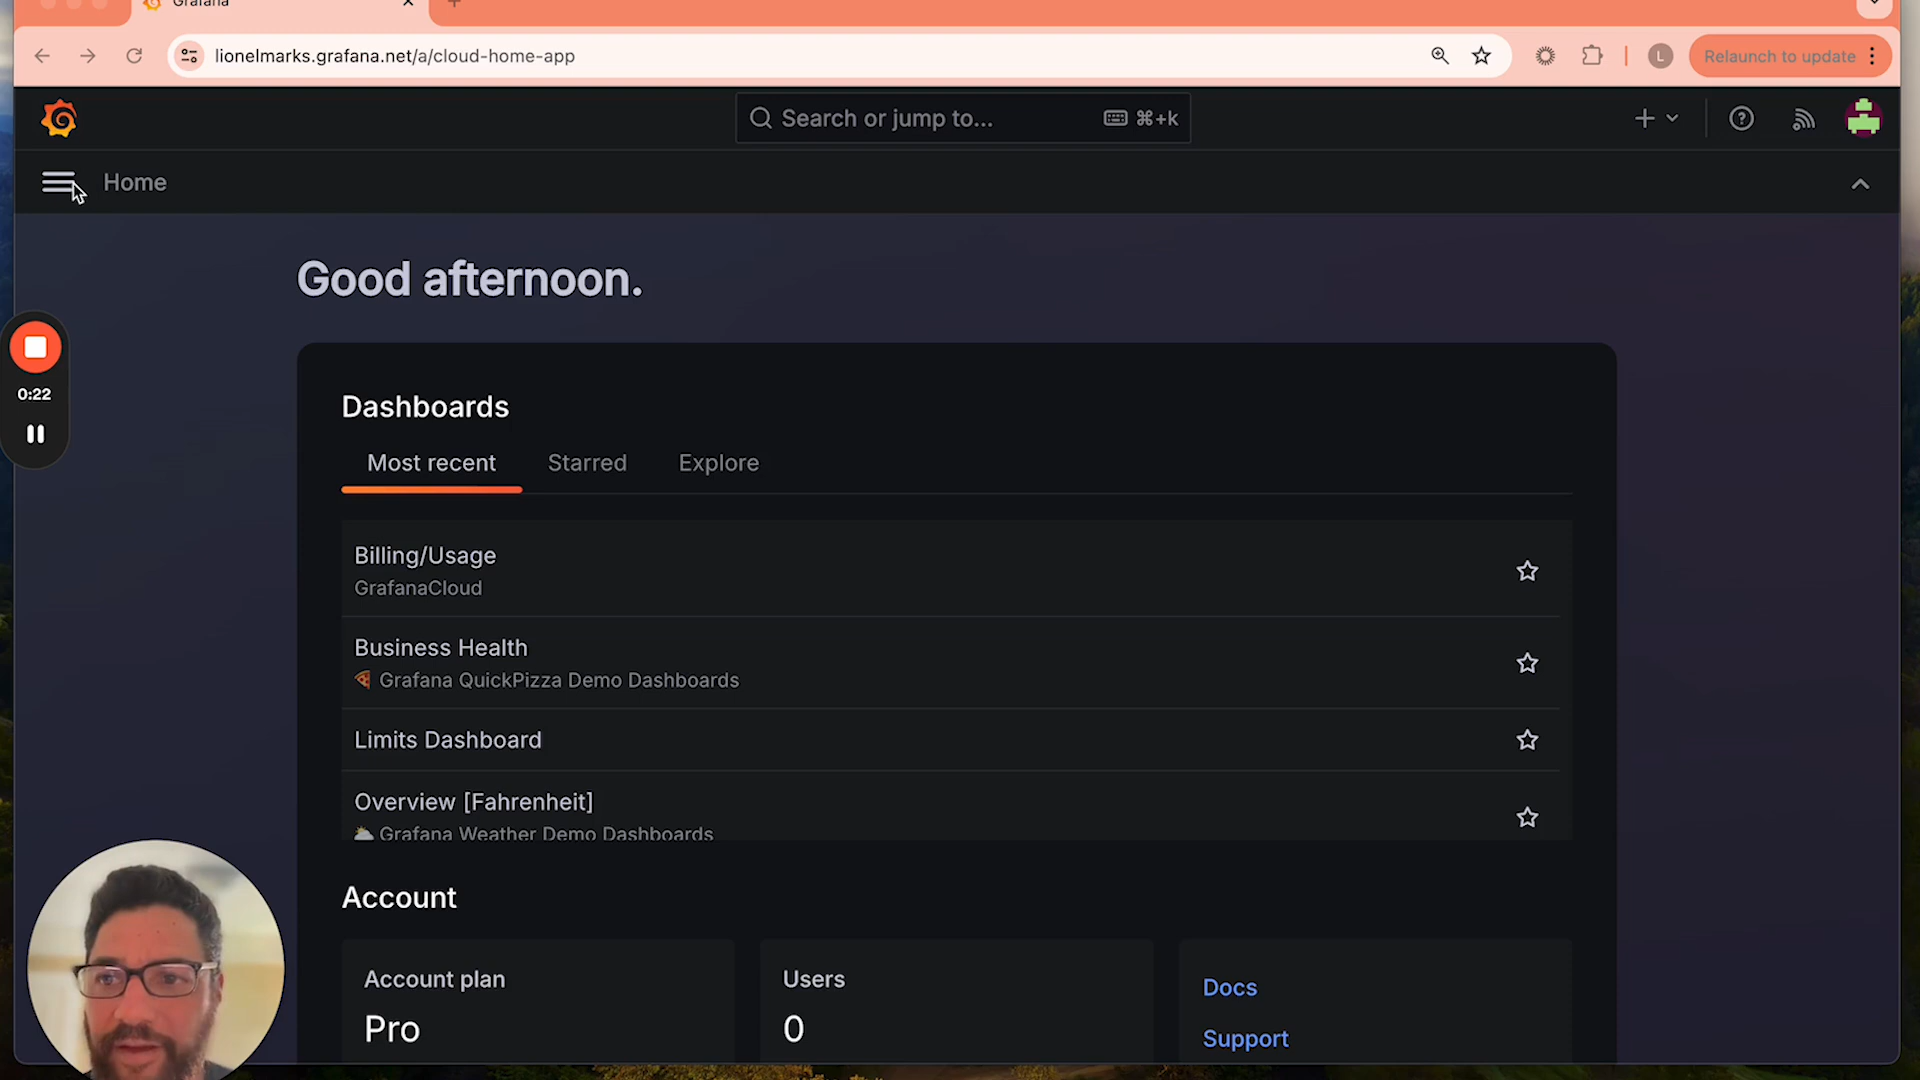 Grafana
lionelmarks.grafana.net/a/cloud-home-app
L
Relaunch to update
Search or jump to...
⌘+k
Home
Good afternoon.
0:22
Dashboards
Most recent
Starred
Explore
Billing/Usage
GrafanaCloud
Business Health
Grafana QuickPizza Demo Dashboards
Limits Dashboard
Overview [Fahrenheit]
Grafana Weather Demo Dashboards
Account
Account plan
Pro
Users
0
Docs
Support